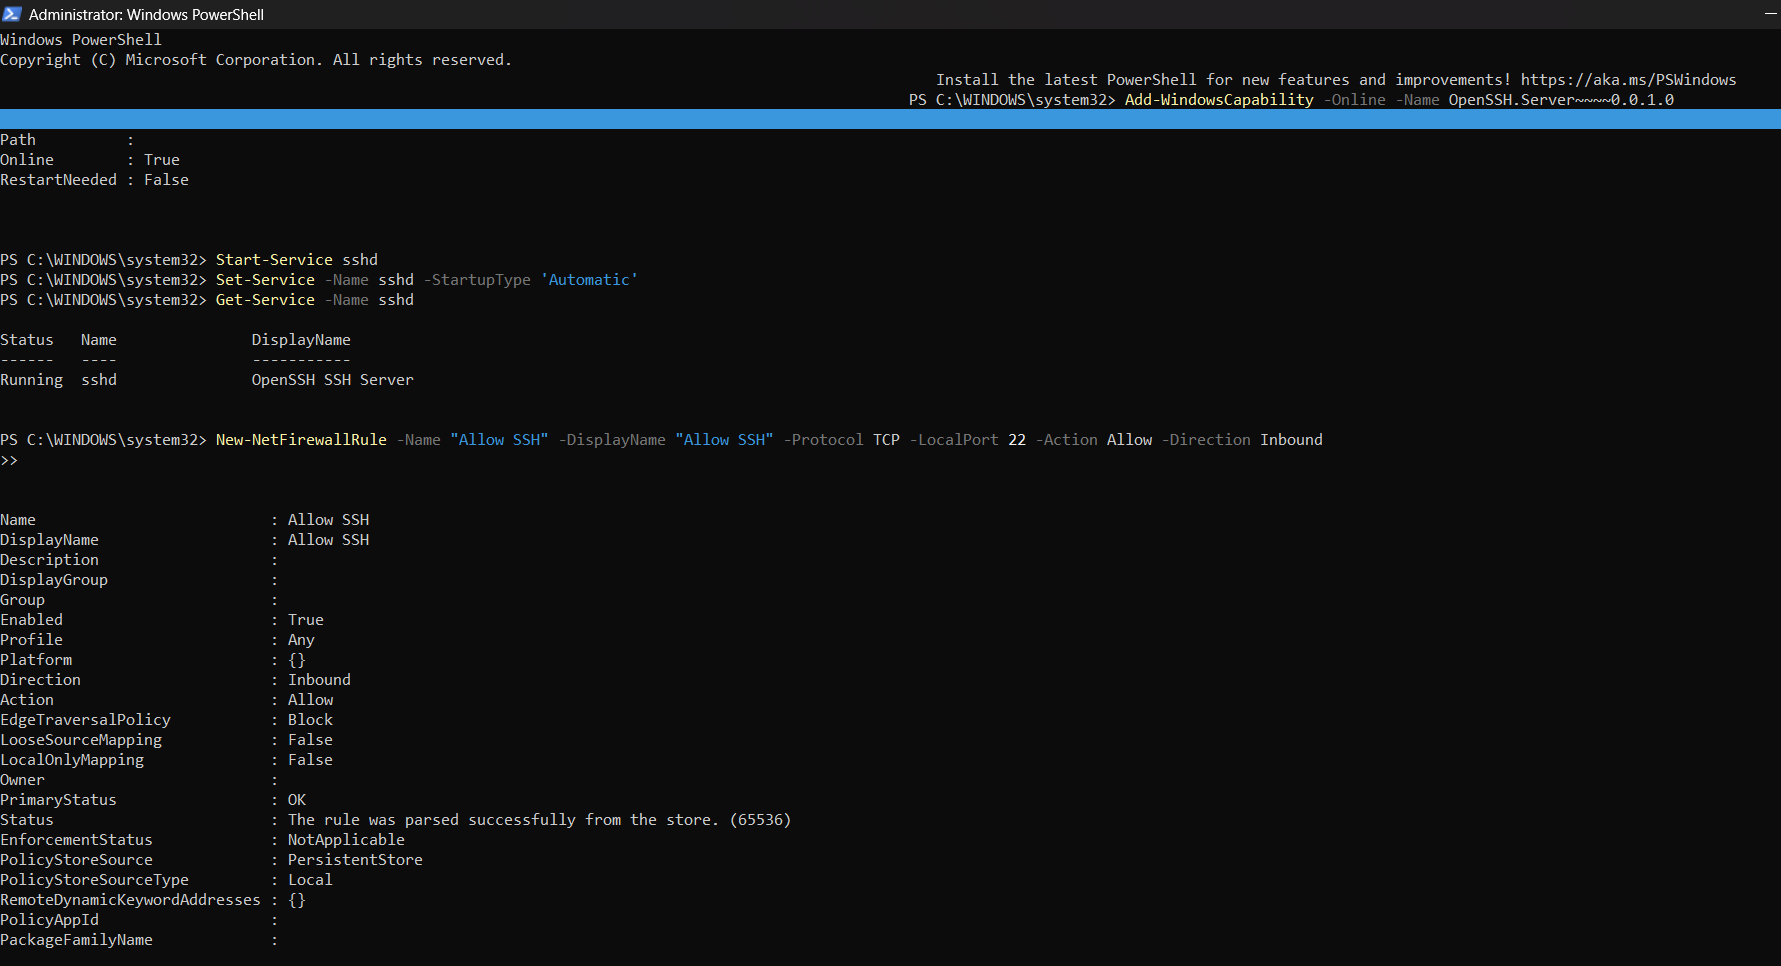 Administrator: Windows PowerShell
Windows PowerShell
Copyright (C) Microsoft Corporation. All rights reserved.
Install the latest PowerShell for new features and improvements! https://aka.ms/PSWindows
PS C:\WINDOWS\system32> Add-WindowsCapability -Online -Name OpenSSH.Server~~~~0.0.1.0
Path          :
Online        : True
RestartNeeded : False
PS C:\WINDOWS\system32> Start-Service sshd
PS C:\WINDOWS\system32> Set-Service -Name sshd -StartupType 'Automatic'
PS C:\WINDOWS\system32> Get-Service -Name sshd
Status   Name               DisplayName
------   ----               -----------
Running  sshd               OpenSSH SSH Server
PS C:\WINDOWS\system32> New-NetFirewallRule -Name "Allow SSH" -DisplayName "Allow SSH" -Protocol TCP -LocalPort 22 -Action Allow -Direction Inbound
>>
Name                          : Allow SSH
DisplayName                   : Allow SSH
Description                   :
DisplayGroup                  :
Group                         :
Enabled                       : True
Profile                       : Any
Platform                      : {}
Direction                     : Inbound
Action                        : Allow
EdgeTraversalPolicy           : Block
LooseSourceMapping            : False
LocalOnlyMapping              : False
Owner                         :
PrimaryStatus                 : OK
Status                        : The rule was parsed successfully from the store. (65536)
EnforcementStatus             : NotApplicable
PolicyStoreSource             : PersistentStore
PolicyStoreSourceType         : Local
RemoteDynamicKeywordAddresses : {}
PolicyAppId                   :
PackageFamilyName             :